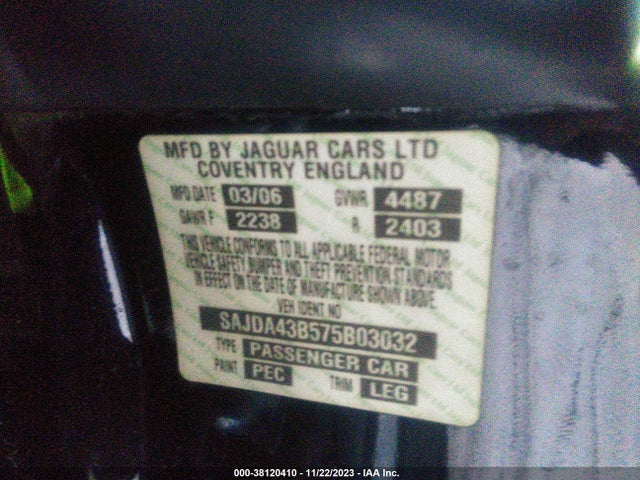 MFD BY JAGUAR CARS LTD
COVENTRY ENGLAND
MFD DATE 03/06 GVWR 4487
GAWR F 2238 R 2403
THIS VEHICLE CONFORMS TO ALL APPLICABLE FEDERAL MOTOR
VEHICLE SAFETY BUMPER AND THEFT PREVENTION STANDARDS
IN EFFECT ON THE DATE OF MANUFACTURE SHOWN ABOVE
VEH IDENT NO
SAJDA43B575B03032
TYPE PASSENGER CAR
PAINT PEC TRIM LEG
000-38120410 - 11/22/2023 - IAA Inc.